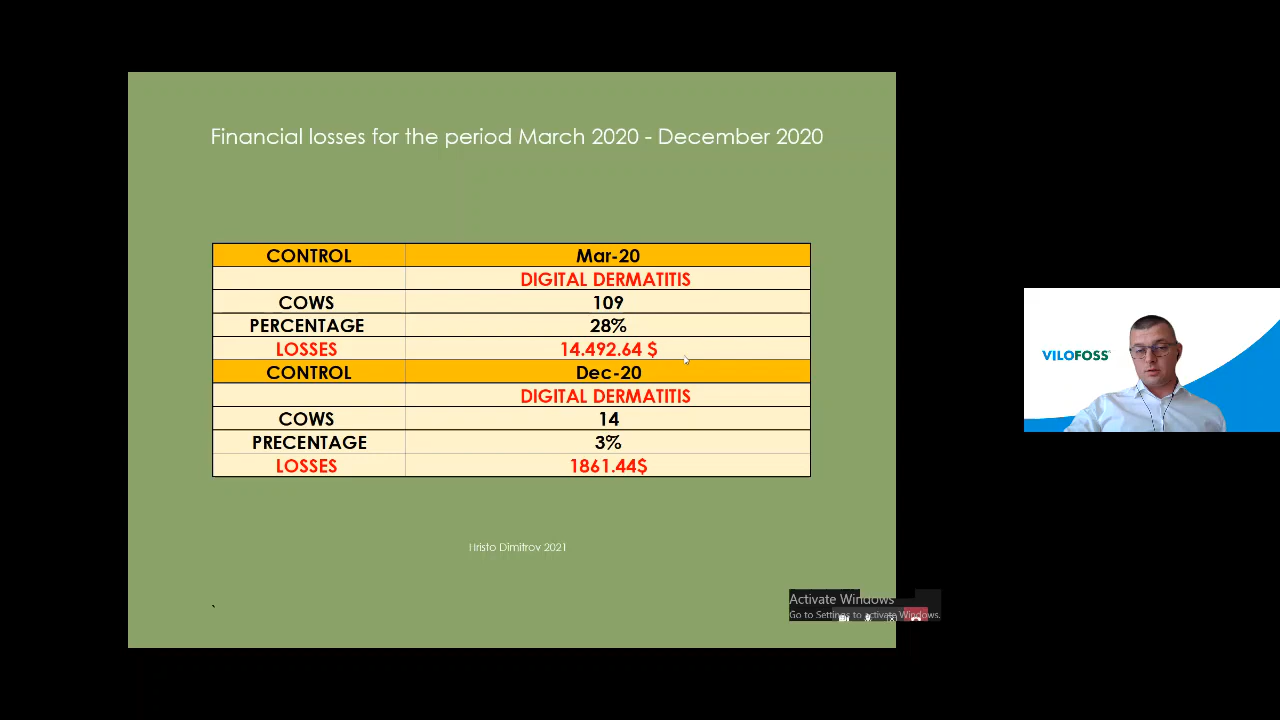 Financial losses for the period March 2020 - December 2020
CONTROL Mar-20
DIGITAL DERMATITIS
COWS 109
PERCENTAGE 28%
LOSSES 14.492.64 $
CONTROL Dec-20
DIGITAL DERMATITIS
COWS 14
PRECENTAGE 3%
LOSSES 1861.44$
Hristo Dimitrov 2021
Activate Windows
Go to Settings to activate Windows.
VILOFOSS